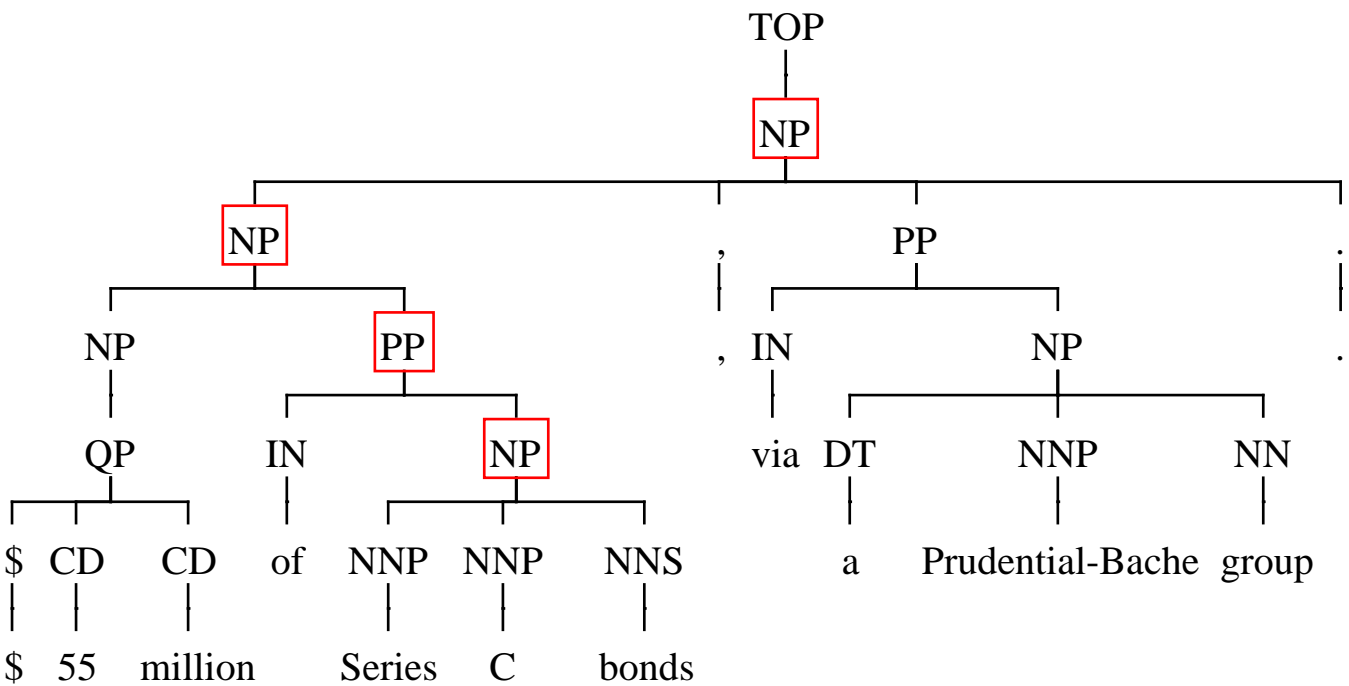 TOP
NP
NP , PP .
NP PP , IN NP .
QP IN NP via DT NNP NN
$ CD CD of NNP NNP NNS a Prudential-Bache group
$ 55 million Series C bonds